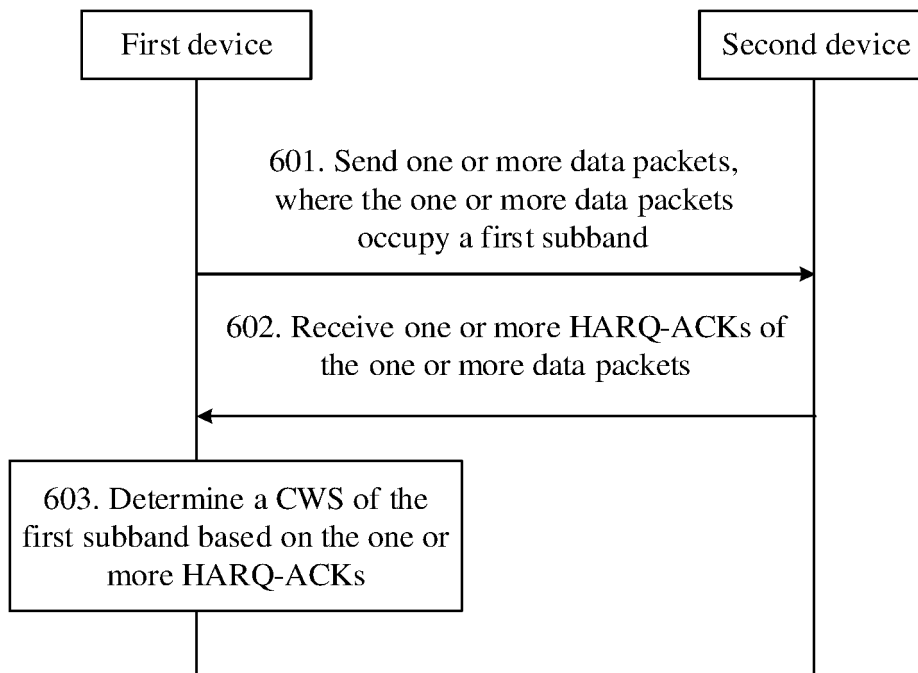 First device
Second device
601. Send one or more data packets,
where the one or more data packets
occupy a first subband
602. Receive one or more HARQ-ACKs of
the one or more data packets
603. Determine a CWS of the
first subband based on the one or
more HARQ-ACKs